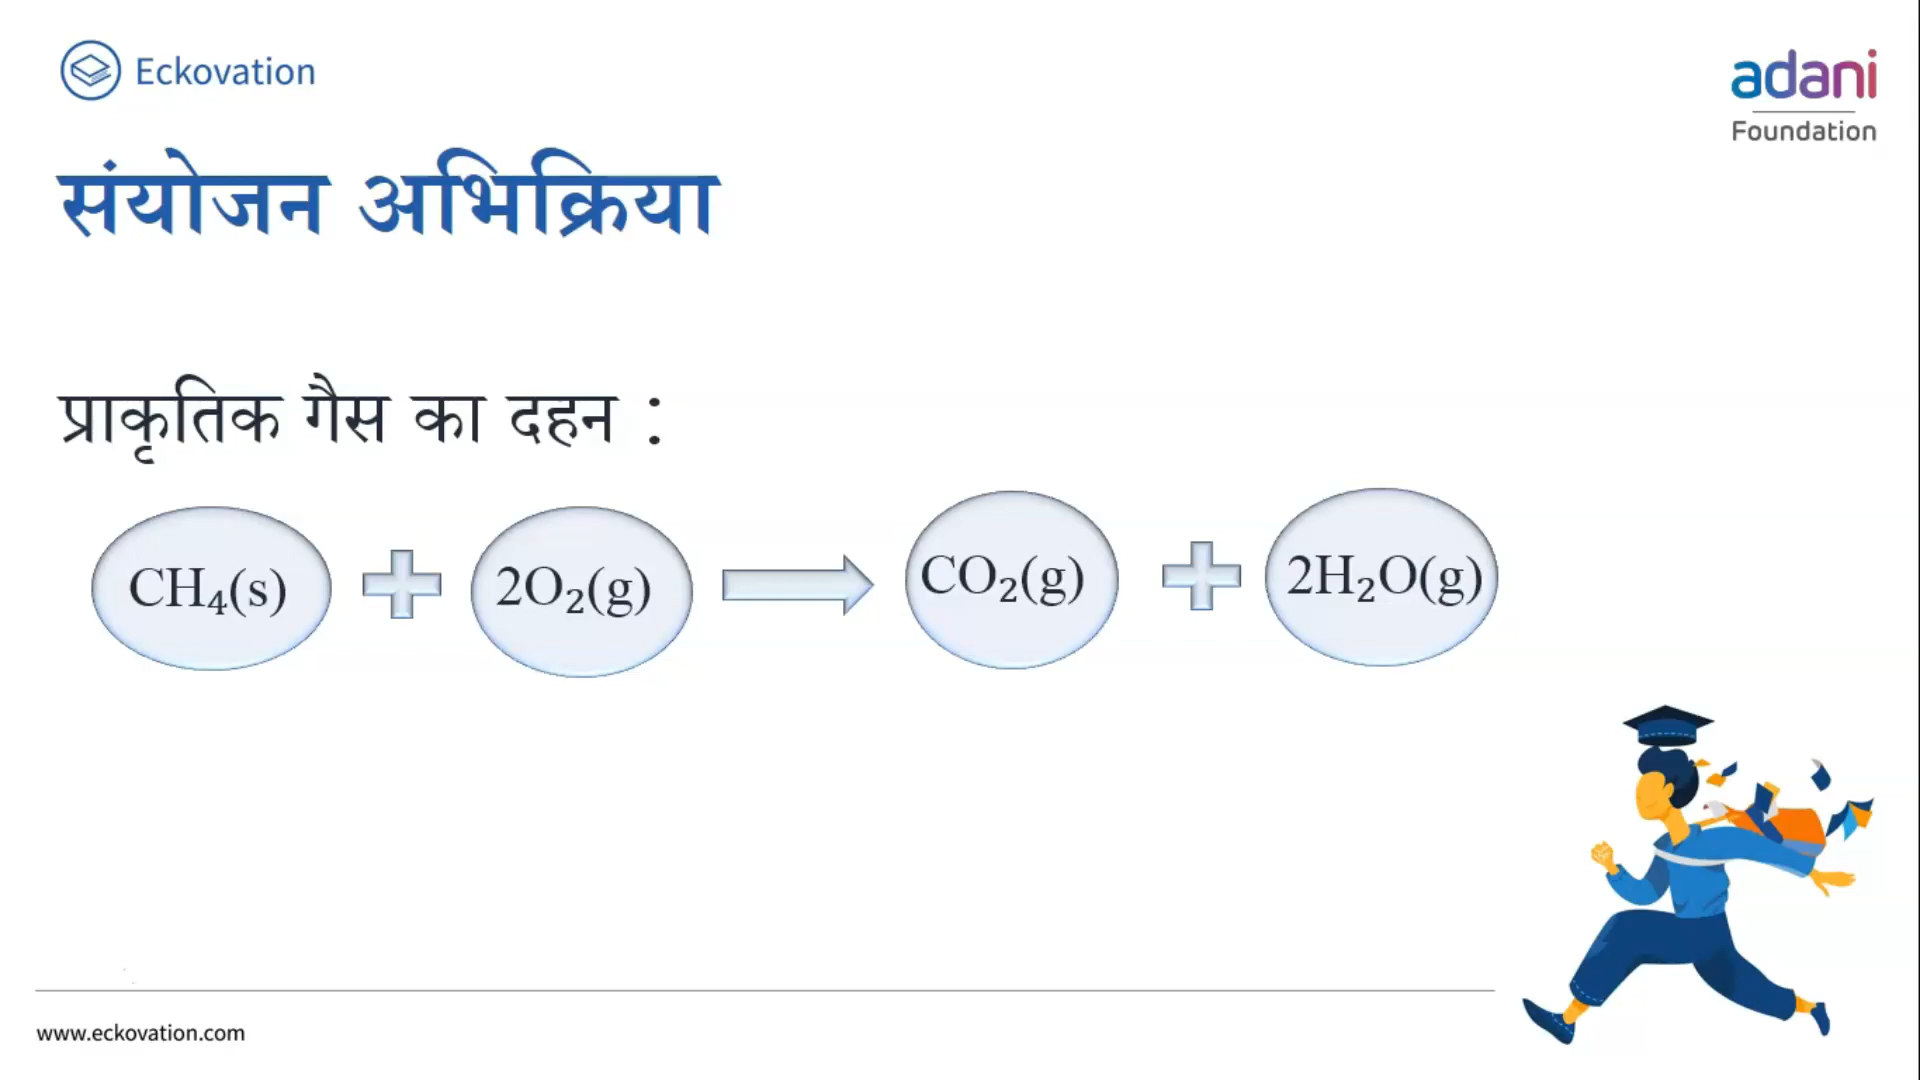 Eckovation
adani
Foundation
संयोजन अभिक्रिया
प्राकृतिक गैस का दहन :
CH₄(s) + 2O₂(g) → CO₂(g) + 2H₂O(g)
www.eckovation.com